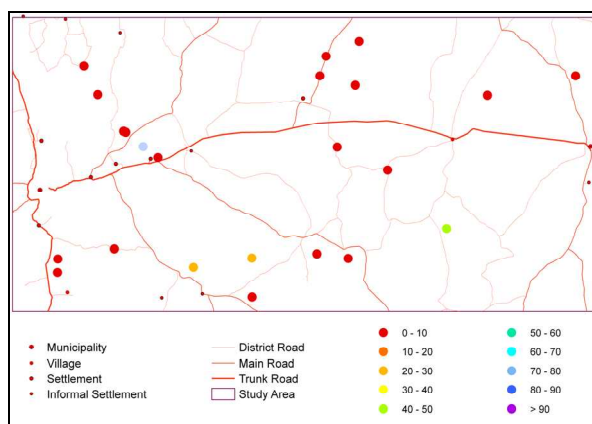 Municipality
Village
Settlement
Informal Settlement
District Road
Main Road
Trunk Road
Study Area
0 - 10
10 - 20
20 - 30
30 - 40
40 - 50
50 - 60
60 - 70
70 - 80
80 - 90
> 90